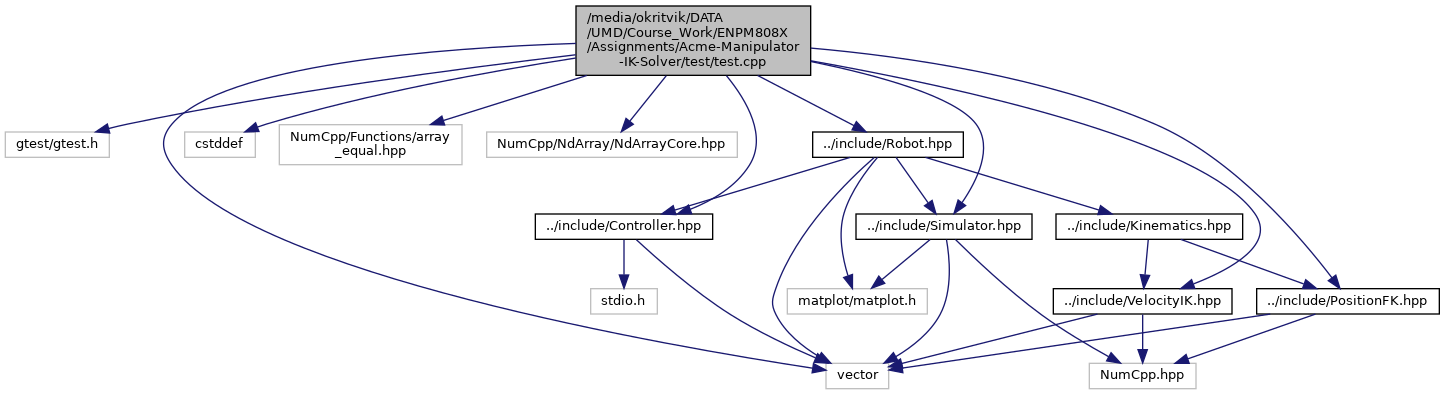 /media/okritvik/DATA
/UMD/Course_Work/ENPM808X
/Assignments/Acme-Manipulator
-IK-Solver/test/test.cpp
gtest/gtest.h
cstddef
NumCpp/Functions/array
_equal.hpp
NumCpp/NdArray/NdArrayCore.hpp
../include/Robot.hpp
../include/Controller.hpp
../include/Simulator.hpp
../include/Kinematics.hpp
stdio.h
matplot/matplot.h
../include/VelocityIK.hpp
../include/PositionFK.hpp
vector
NumCpp.hpp